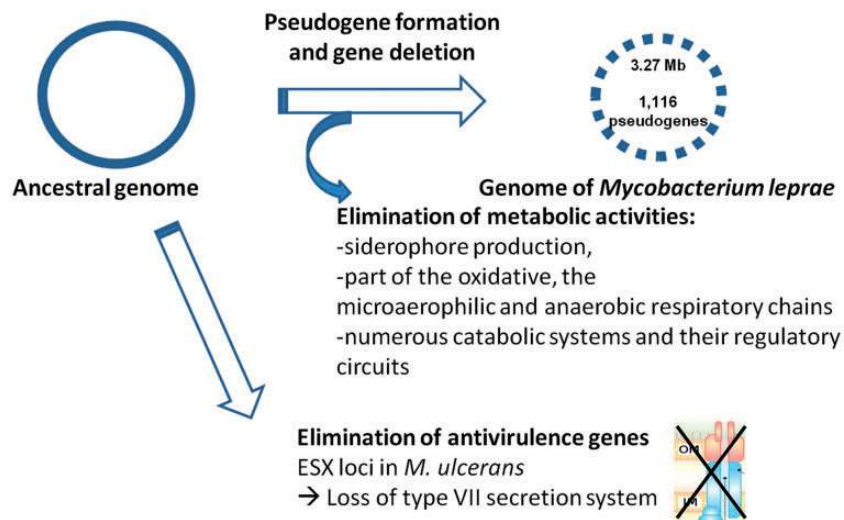 Pseudogene formation
and gene deletion
3.27 Mb
1,116
pseudogenes
Ancestral genome
Genome of Mycobacterium leprae
Elimination of metabolic activities:
-siderophore production,
-part of the oxidative, the
microaerophilic and anaerobic respiratory chains
-numerous catabolic systems and their regulatory
circuits
Elimination of antivirulence genes
ESX loci in M. ulcerans
→ Loss of type VII secretion system
OM
IM